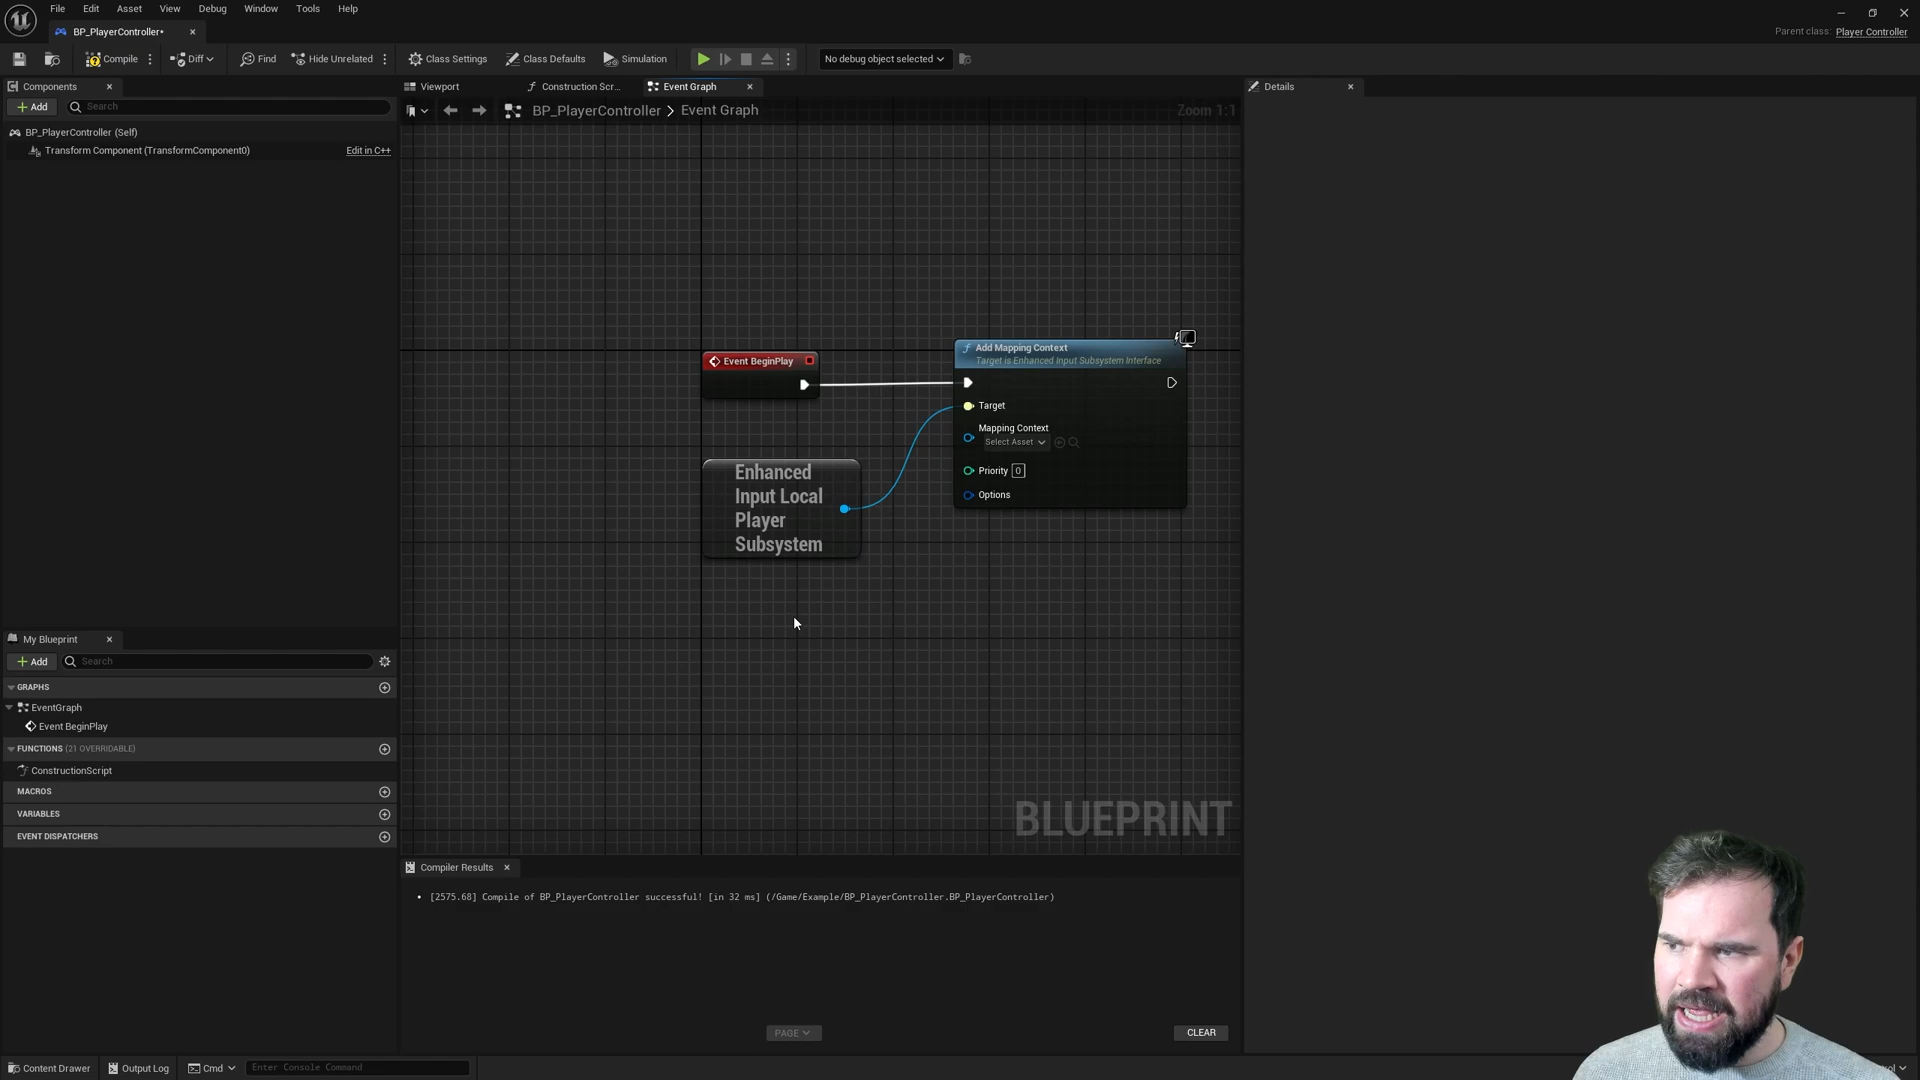 File Edit Asset View Debug Window Tools Help
BP_PlayerController•
Parent class: Player Controller
Compile Diff Find Hide Unrelated Class Settings Class Defaults Simulation No debug object selected
Components
Viewport Construction Scr... Event Graph
Details
Add Search
BP_PlayerController > Event Graph
Zoom 1:1
BP_PlayerController (Self)
Transform Component (TransformComponent0) Edit in C++
Event BeginPlay
Add Mapping Context
Target is Enhanced Input Subsystem Interface
Target
Mapping Context
Select Asset
Priority 0
Options
Enhanced
Input Local
Player
Subsystem
My Blueprint
Add Search
GRAPHS
EventGraph
Event BeginPlay
FUNCTIONS (21 OVERRIDABLE)
ConstructionScript
MACROS
VARIABLES
EVENT DISPATCHERS
BLUEPRINT
Compiler Results
[2575.68] Compile of BP_PlayerController successful! [in 32 ms] (/Game/Example/BP_PlayerController.BP_PlayerController)
PAGE
CLEAR
Content Drawer Output Log Cmd Enter Console Command